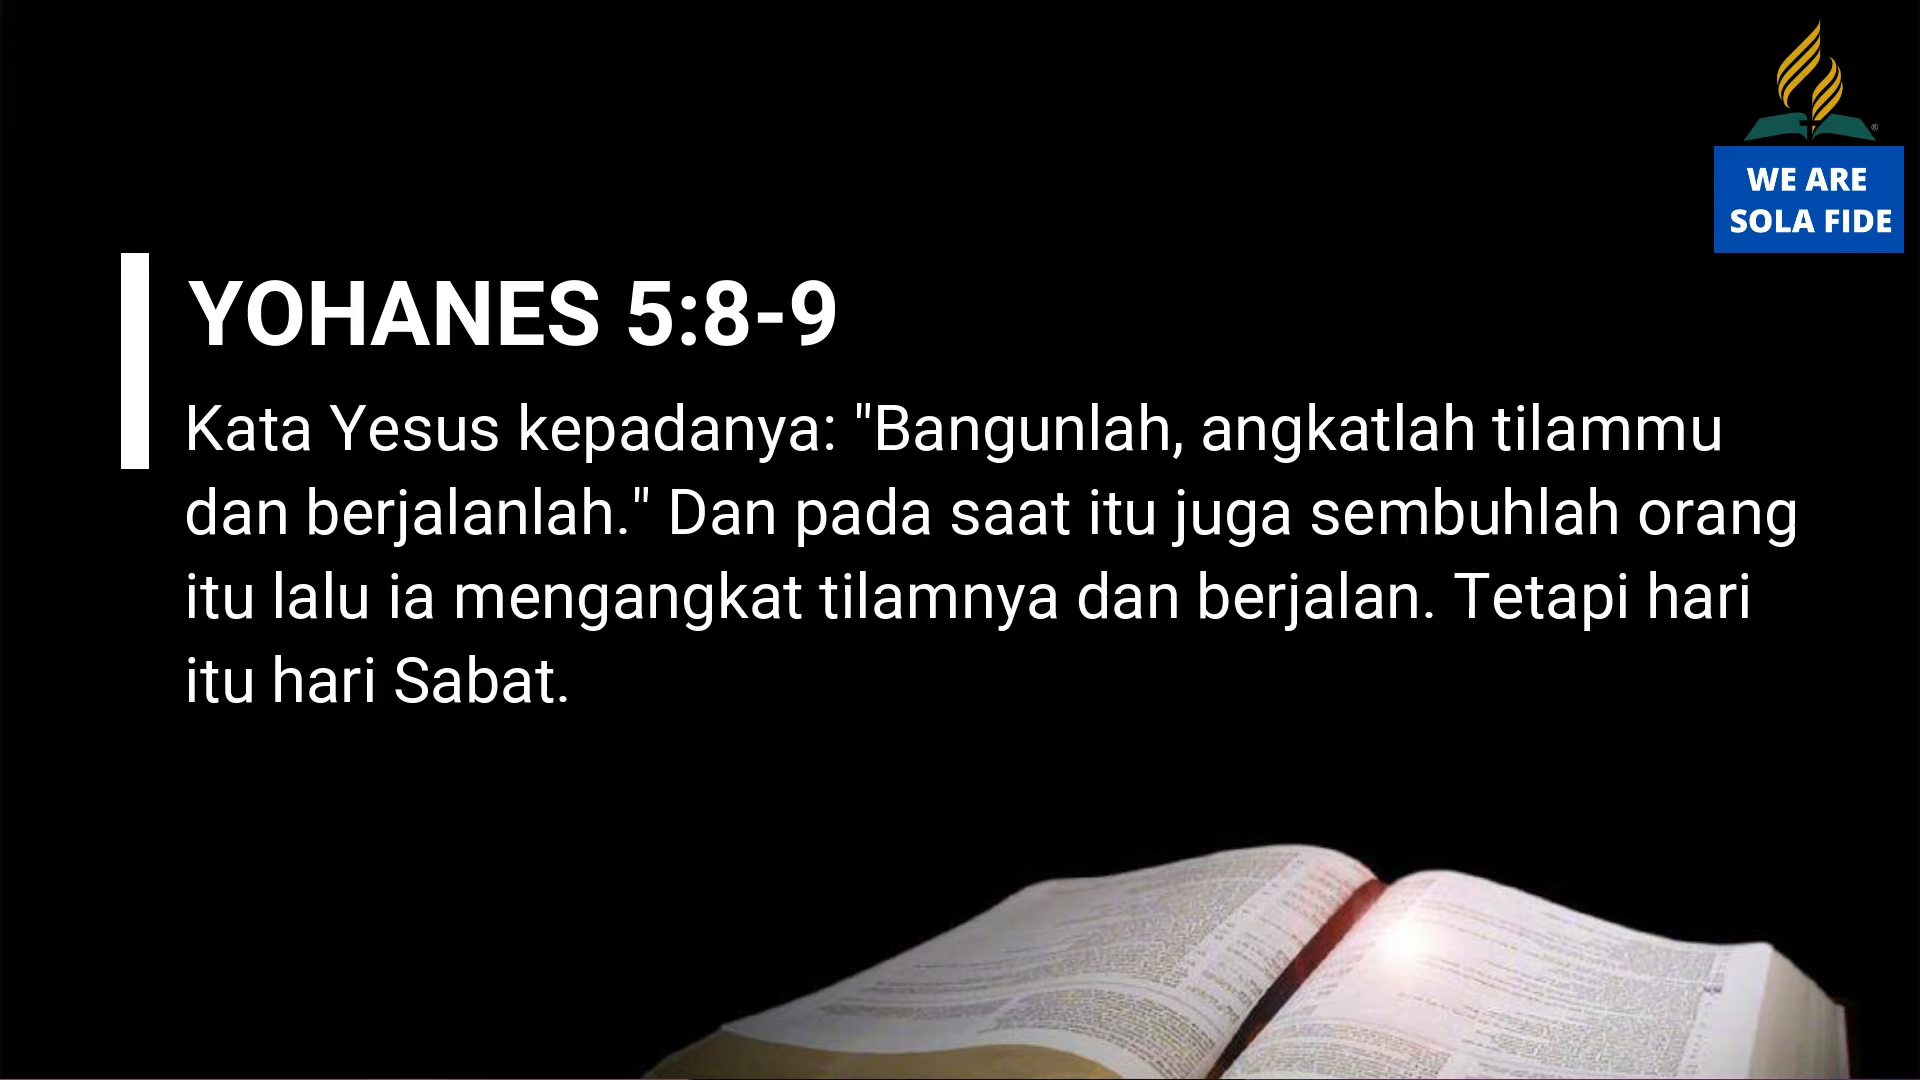 WE ARE
SOLA FIDE
YOHANES 5:8-9
Kata Yesus kepadanya: "Bangunlah, angkatlah tilammu
dan berjalanlah." Dan pada saat itu juga sembuhlah orang
itu lalu ia mengangkat tilamnya dan berjalan. Tetapi hari
itu hari Sabat.